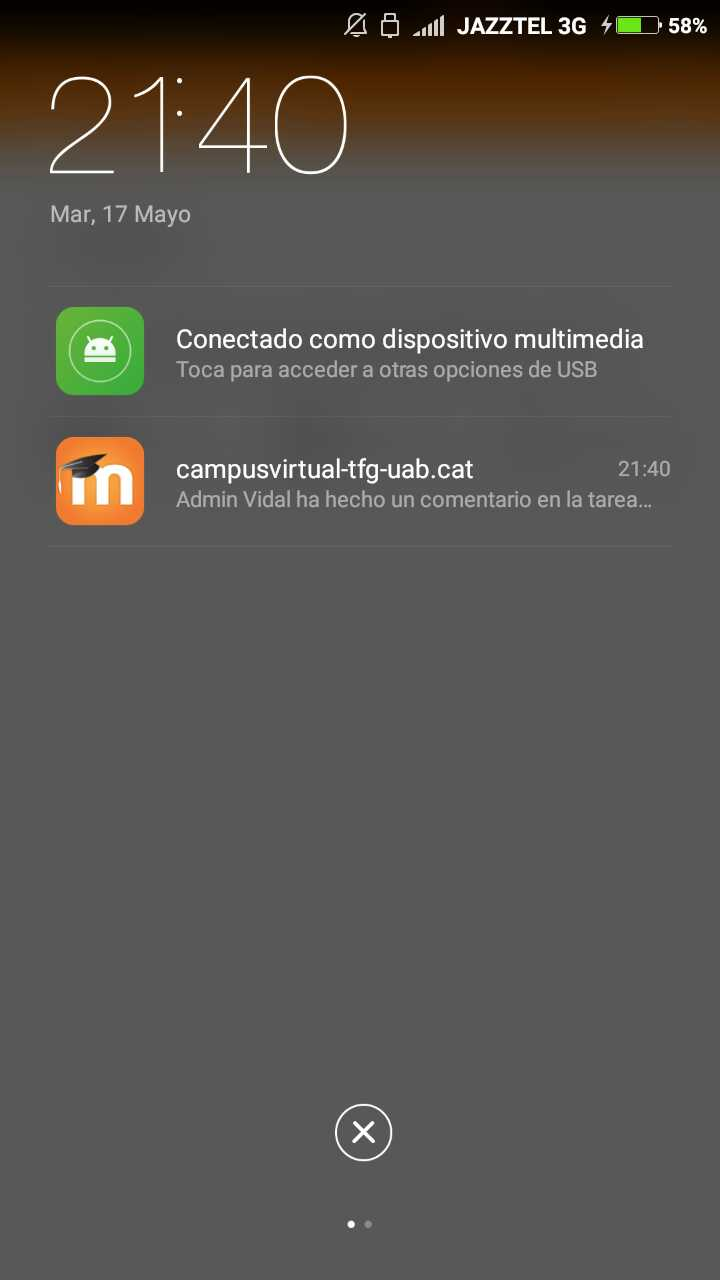 JAZZTEL 3G 58%
21:40
Mar, 17 Mayo
Conectado como dispositivo multimedia
Toca para acceder a otras opciones de USB
campusvirtual-tfg-uab.cat 21:40
Admin Vidal ha hecho un comentario en la tarea...
m